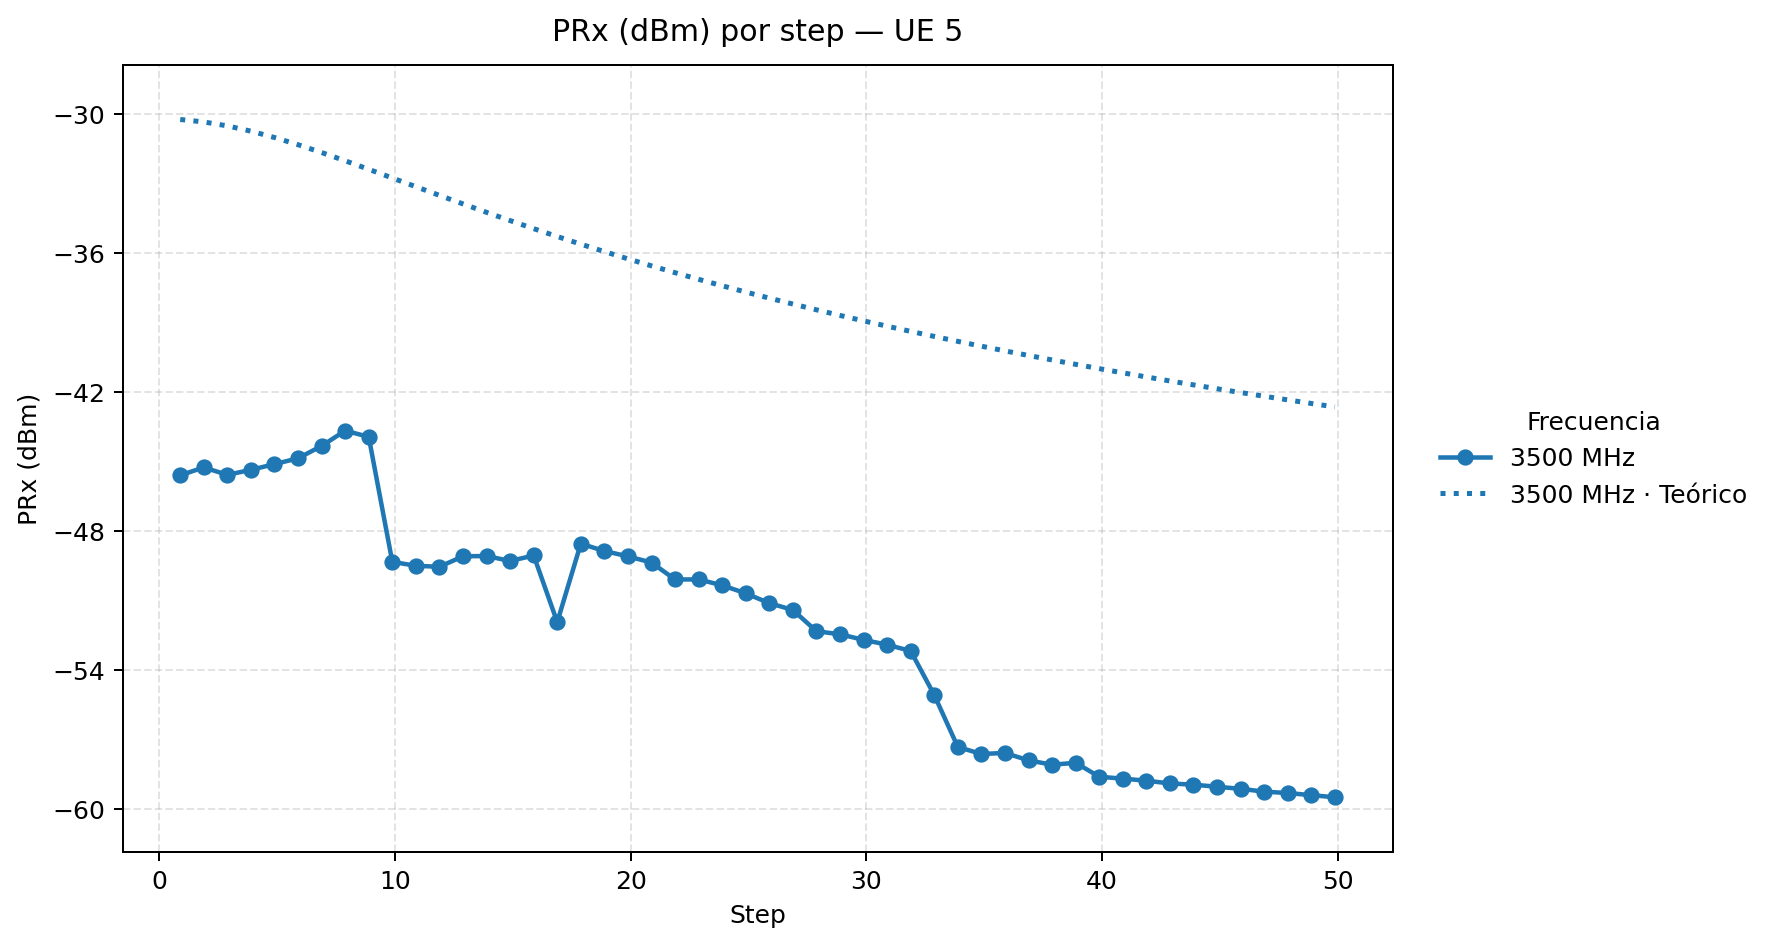 PRx (dBm) por step — UE 5
PRx (dBm)
−30
−36
−42
−48
−54
−60
0
10
20
30
40
50
Step
Frecuencia
3500 MHz
3500 MHz · Teórico